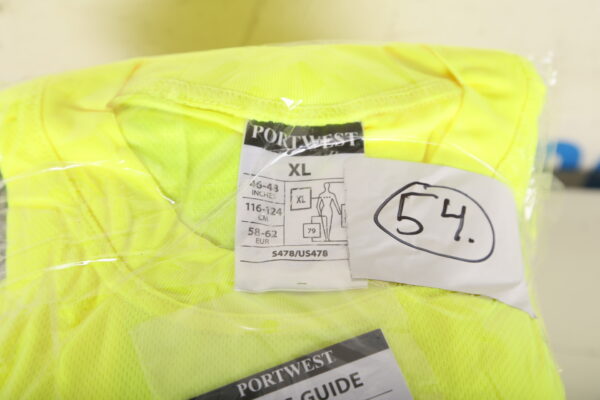 PORTWEST
XL
46-48
INCHES
116-124
CM
58-62
EUR
XL
79
S478/US478
54.
PORTWEST
GUIDE